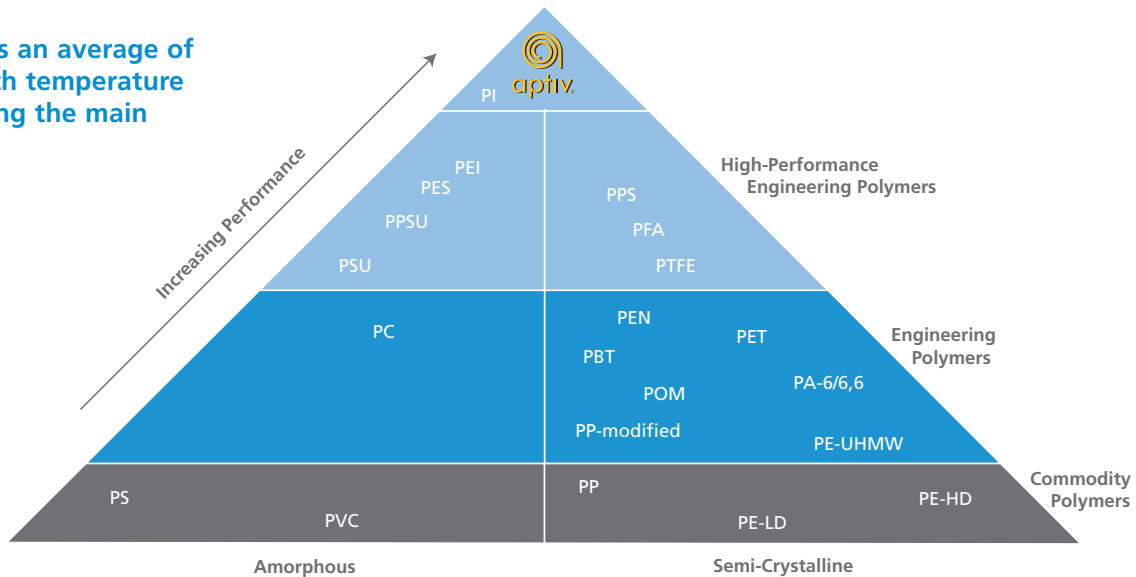 s an average of
th temperature
ng the main
Increasing Performance
aptiv.
PI
PEI
PES
PPSU
PSU
PPS
PFA
PTFE
High-Performance
Engineering Polymers
PC
PEN
PET
PBT
PA-6/6,6
POM
PP-modified
PE-UHMW
Engineering
Polymers
PS
PVC
PP
PE-HD
PE-LD
Commodity
Polymers
Amorphous
Semi-Crystalline